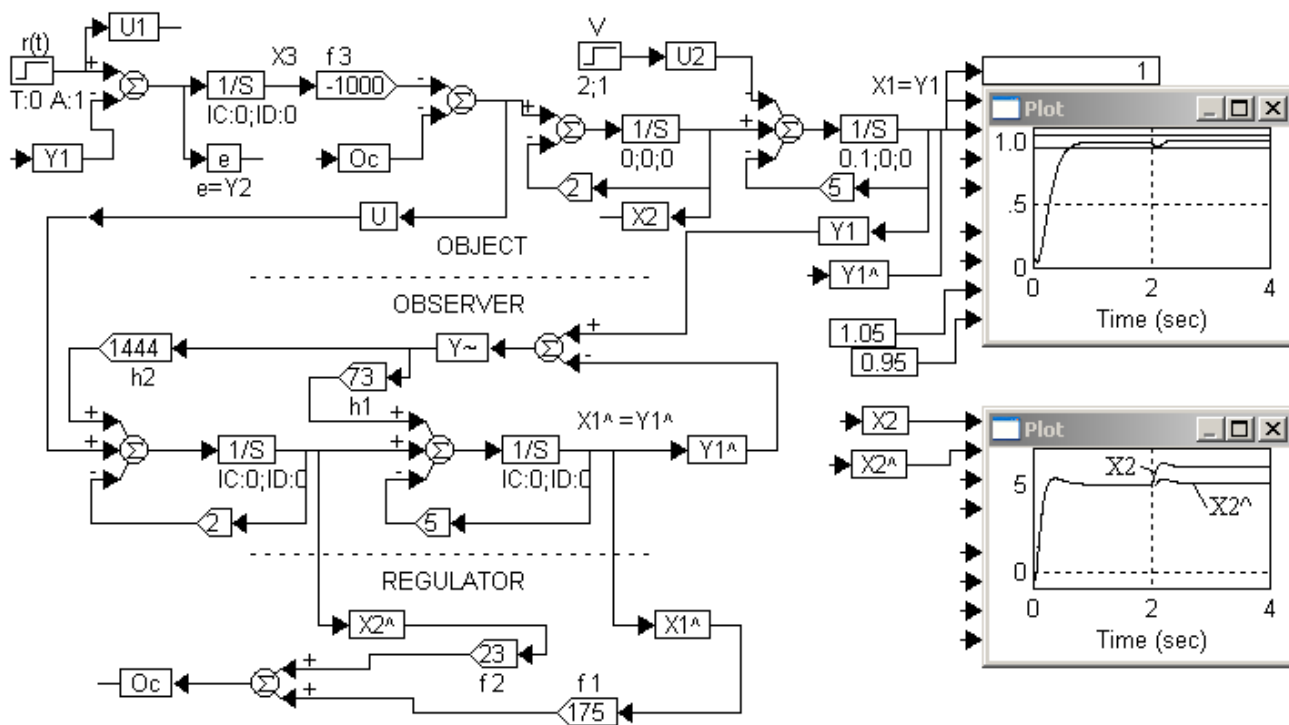 r(t)
T:0 A:1
U1
Y1
e
e=Y2
1/S
IC:0;ID:0
X3
f3
-1000
Oc
U
Σ
+
-
V
2;1
U2
1/S
0;0;0
2
X2
1/S
0.1;0;0
5
X1=Y1
Y1
Y1^
1
Plot
1.0
.5
0
0 2 4
Time (sec)
1.05
0.95
OBJECT
OBSERVER
1444
h2
73
h1
Y~
1/S
IC:0;ID:0
2
1/S
IC:0;ID:0
5
X1^=Y1^
Y1^
X2
X2^
Plot
5
0
X2
X2^
0 2 4
Time (sec)
REGULATOR
X2^
X1^
23
f2
f1
175
Oc